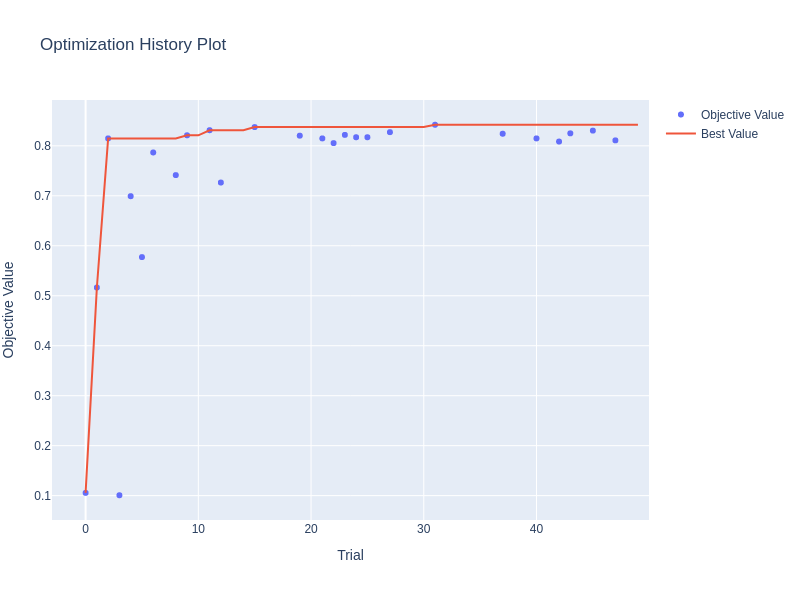 Optimization History Plot
Objective Value
Best Value
0.8
0.7
0.6
0.5
0.4
0.3
0.2
0.1
Objective Value
0 10 20 30 40
Trial